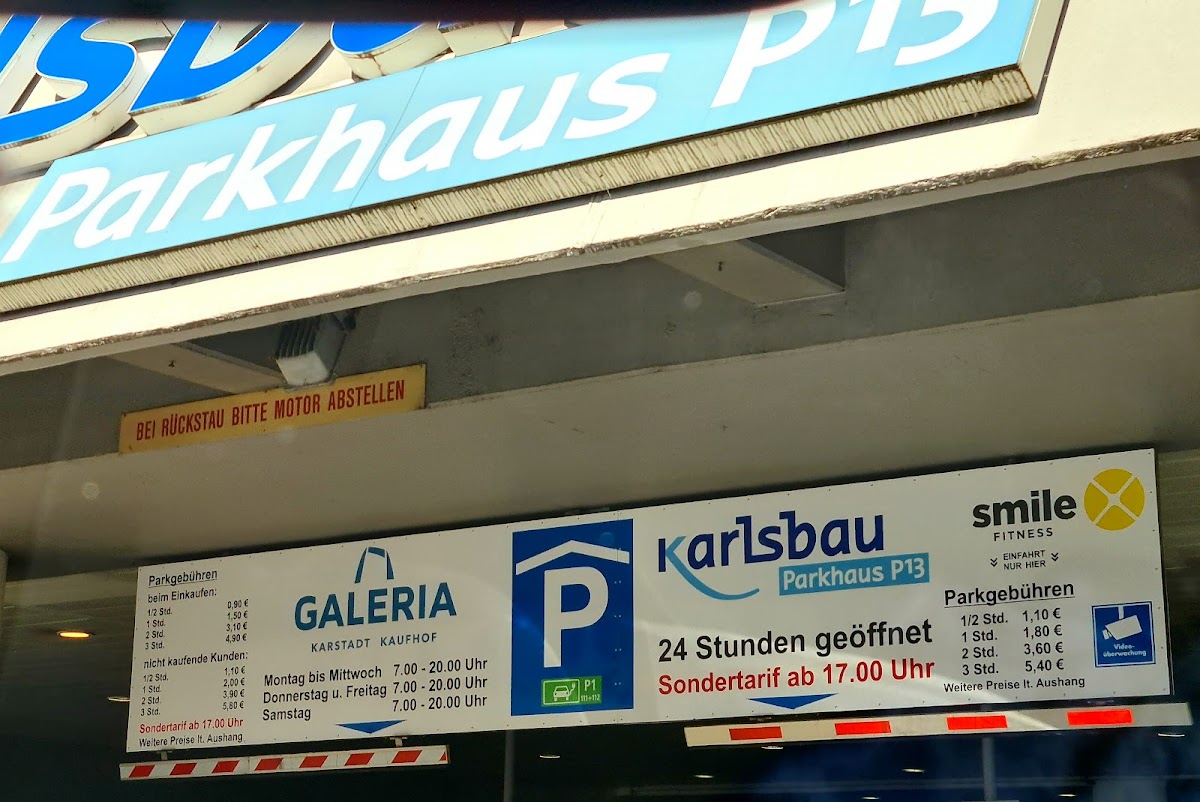 Parkhaus P13
BEI RÜCKSTAU BITTE MOTOR ABSTELLEN
Parkgebühren
beim Einkaufen:
1/2 Std. 0,90 €
1 Std. 1,50 €
2 Std. 3,10 €
3 Std. 4,90 €
nicht kaufende Kunden:
1/2 Std. 1,10 €
1 Std. 2,00 €
2 Std. 3,90 €
3 Std. 5,80 €
Sondertarif ab 17.00 Uhr
Weitere Preise lt. Aushang
GALERIA
KARSTADT KAUFHOF
Montag bis Mittwoch 7.00 - 20.00 Uhr
Donnerstag u. Freitag 7.00 - 20.00 Uhr
Samstag 7.00 - 20.00 Uhr
P
P1
111+112
Karlsbau
Parkhaus P13
24 Stunden geöffnet
Sondertarif ab 17.00 Uhr
smile
FITNESS
EINFAHRT
NUR HIER
Parkgebühren
1/2 Std. 1,10 €
1 Std. 1,80 €
2 Std. 3,60 €
3 Std. 5,40 €
Weitere Preise lt. Aushang
Video-
überwachung